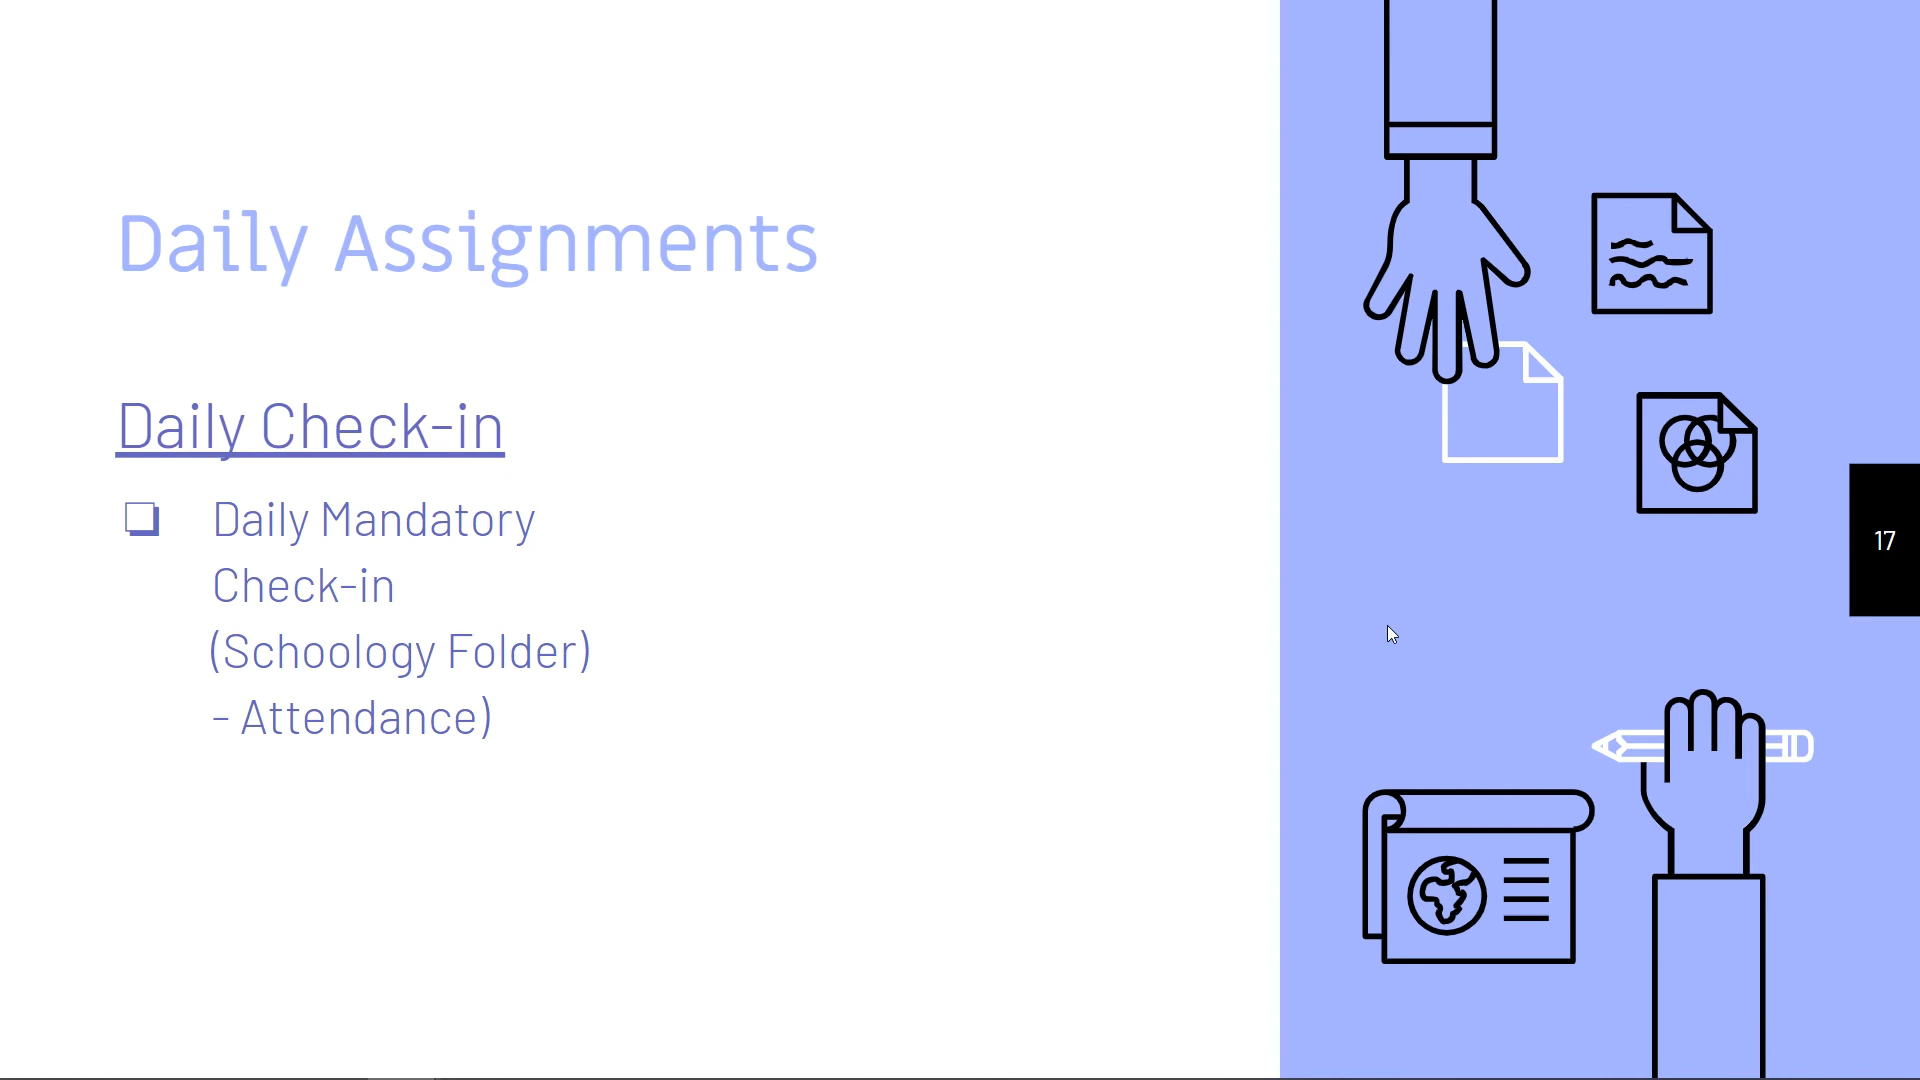 Daily Assignments
Daily Check-in
❏ Daily Mandatory
Check-in
(Schoology Folder)
- Attendance)
17